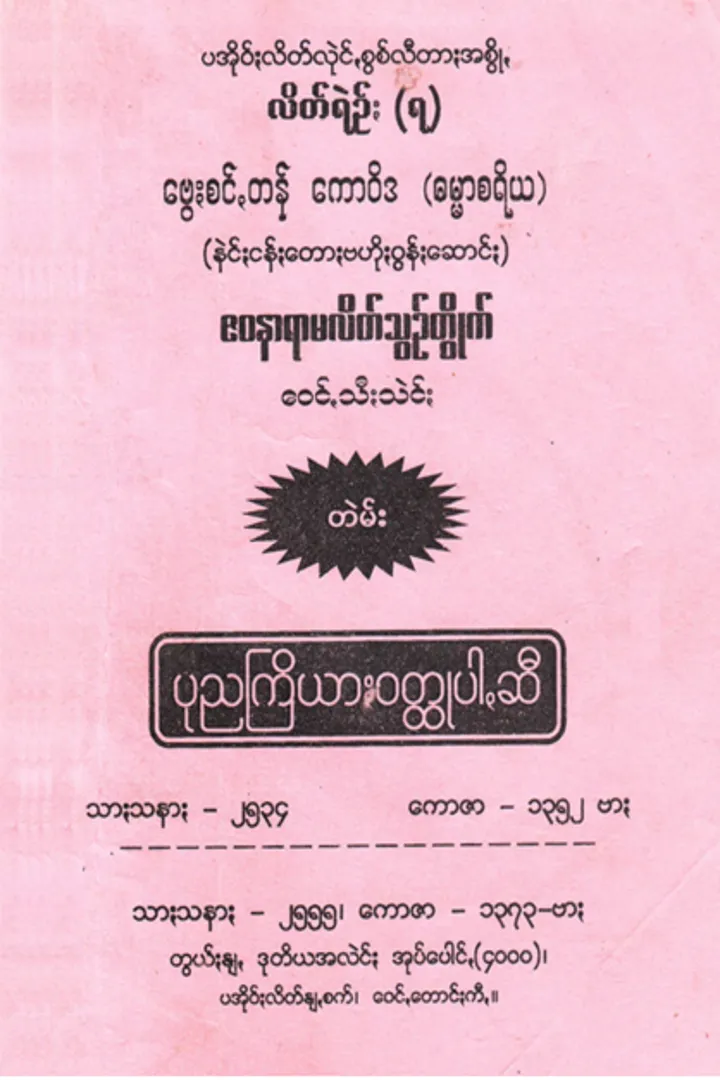 ပအိုဝ်ႏလိတ်လုဲင်ႇစွစ်လီတားႏအစွိုႇ
လိတ်ရဲဉ်ႏ (ရ)
ဗွေႏစင်ႇတန် ကောဝိဒ (ဓမ္မာစရိယ)
(နဲင်ႏငန်ႏတောႏဗဟိုႏဝွန်ႏဆောင်ႏ)
ဝေနာရာမလိတ်သွဉ်တွိုက်
ဝေင်ႇသီႏသဲင်ႏ
တဲမ်ႏ
ပုညကြိယာႏဝတ္ထုပါႇဆီ
သာႏသနာႏ – ၂၅၃၄ ကောဇာ – ၁၃၅၂ ဗာႏ
သာႏသနာႏ – ၂၅၅၅၊ ကောဇာ – ၁၃၇၃–ဗာႏ
တွယ်ႏနျႇ ဒုတိယအလဲင်ႏ အုပ်ပေါင်ႇ(၄၀၀၀)၊
ပအိုဝ်ႏလိတ်နျႇစက်၊ ဝေင်ႇတောင်ႏကီႇ။